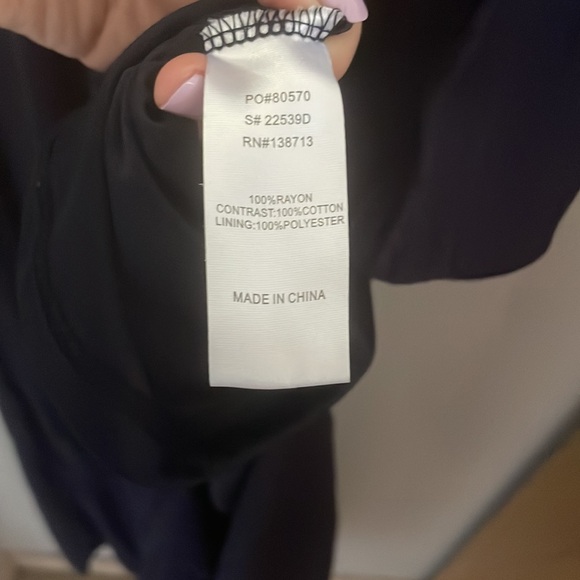 PO#80570
S# 22539D
RN#138713
100%RAYON
CONTRAST:100%COTTON
LINING:100%POLYESTER
MADE IN CHINA